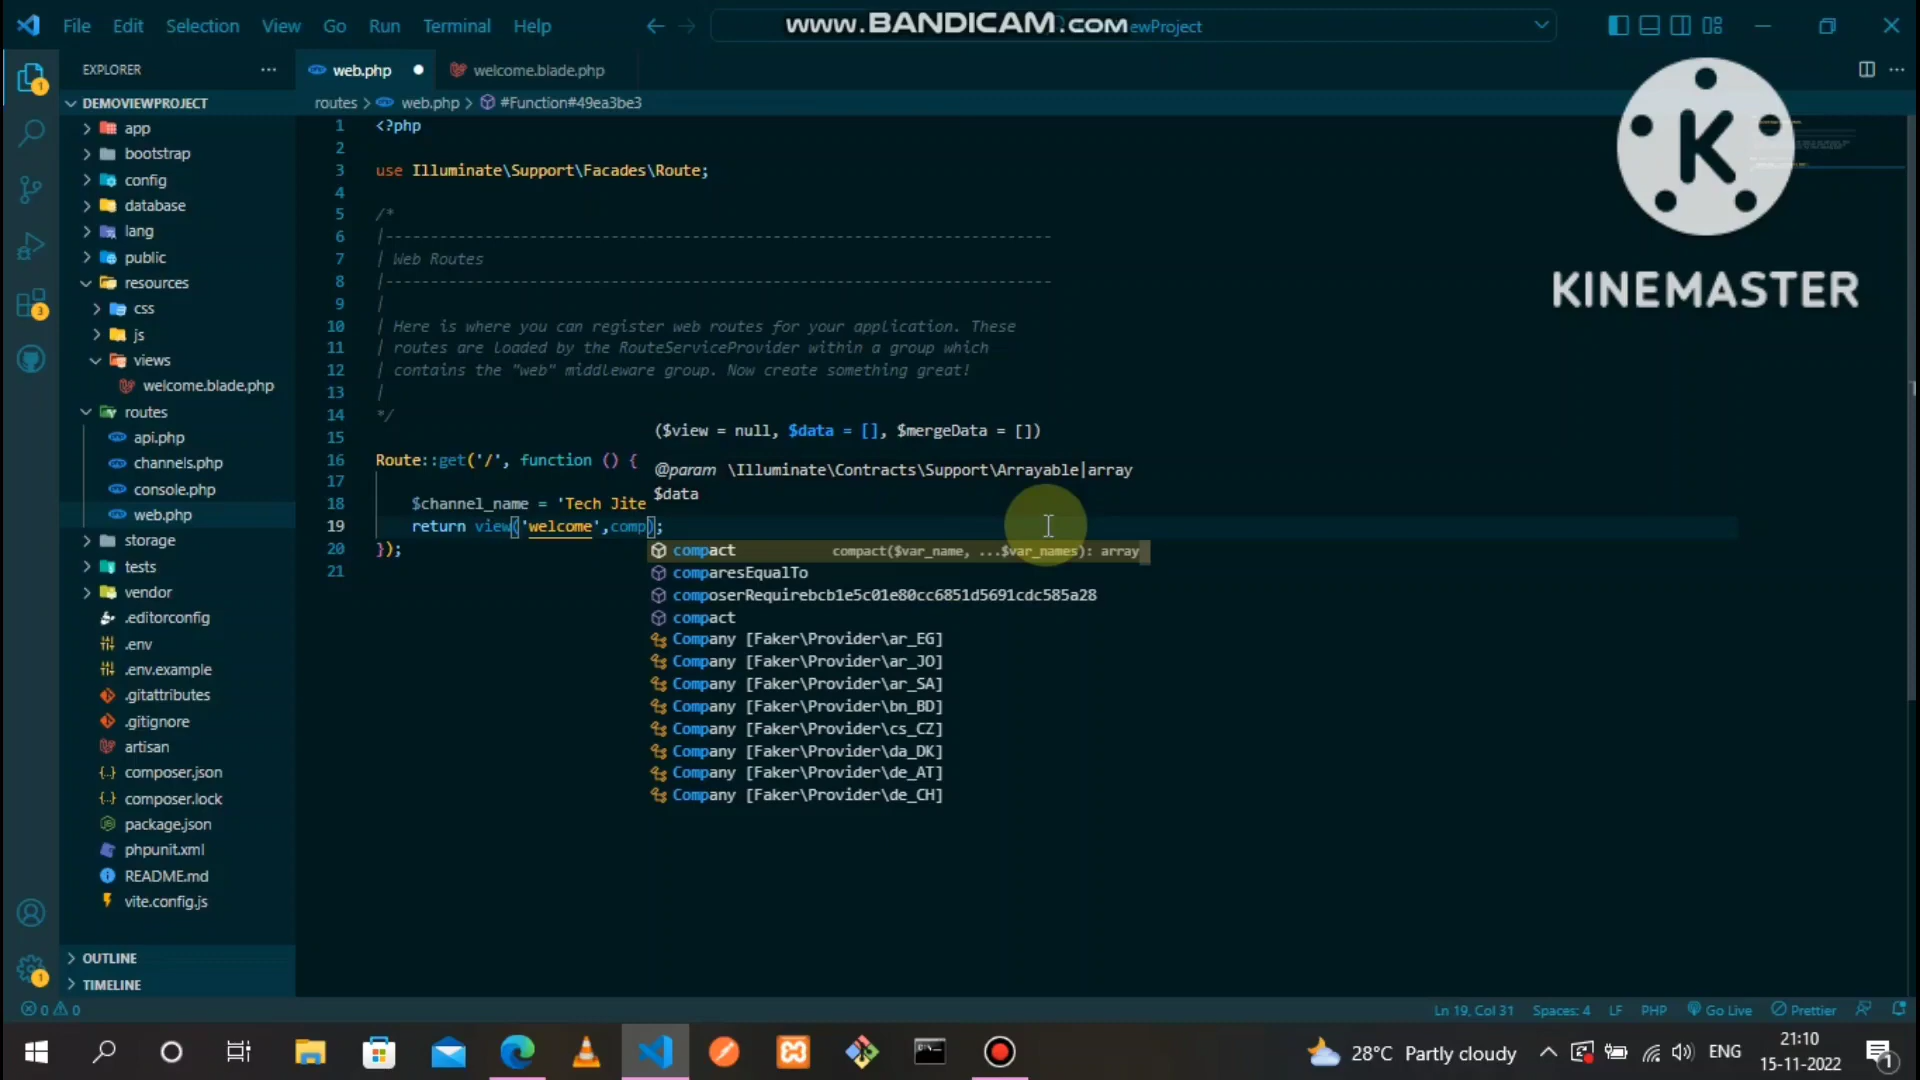 File Edit Selection View Go Run Terminal Help
www.BANDICAM.com
ewProject
EXPLORER
web.php
welcome.blade.php
KINEMASTER
DEMOVIEWPROJECT
app
bootstrap
config
database
lang
public
resources
css
js
views
welcome.blade.php
routes
api.php
channels.php
console.php
web.php
storage
tests
vendor
.editorconfig
.env
.env.example
.gitattributes
.gitignore
artisan
composer.json
composer.lock
package.json
phpunit.xml
README.md
vite.config.js
OUTLINE
TIMELINE
routes > web.php > #Function#49ea3be3
1 <?php
2
3 use Illuminate\Support\Facades\Route;
4
5 /*
6 |--------------------------------------------------------------------------
7 | Web Routes
8 |--------------------------------------------------------------------------
9 |
10 | Here is where you can register web routes for your application. These
11 | routes are loaded by the RouteServiceProvider within a group which
12 | contains the "web" middleware group. Now create something great!
13 |
14 */
15
16 Route::get('/', function () {
17
18 $channel_name = 'Tech Jite
19 return view('welcome',comp);
20 });
21
($view = null, $data = [], $mergeData = [])
@param \Illuminate\Contracts\Support\Arrayable|array
$data
compact compact($var_name, ...$var_names): array
comparesEqualTo
composerRequirebcb1e5c01e80cc6851d5691cdc585a28
compact
Company [Faker\Provider\ar_EG]
Company [Faker\Provider\ar_JO]
Company [Faker\Provider\ar_SA]
Company [Faker\Provider\bn_BD]
Company [Faker\Provider\cs_CZ]
Company [Faker\Provider\da_DK]
Company [Faker\Provider\de_AT]
Company [Faker\Provider\de_CH]
0 0
Ln 19, Col 31 Spaces: 4 LF PHP Go Live Prettier
28°C Partly cloudy
ENG
21:10
15-11-2022